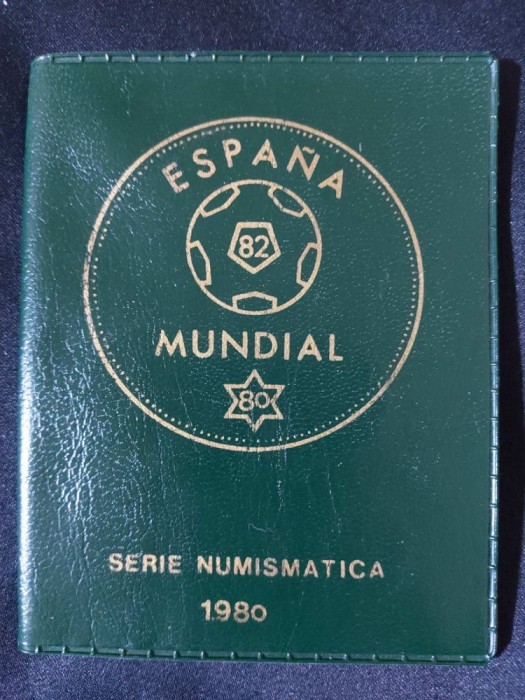 ESPAÑA
82
MUNDIAL
80
SERIE NUMISMATICA
1980